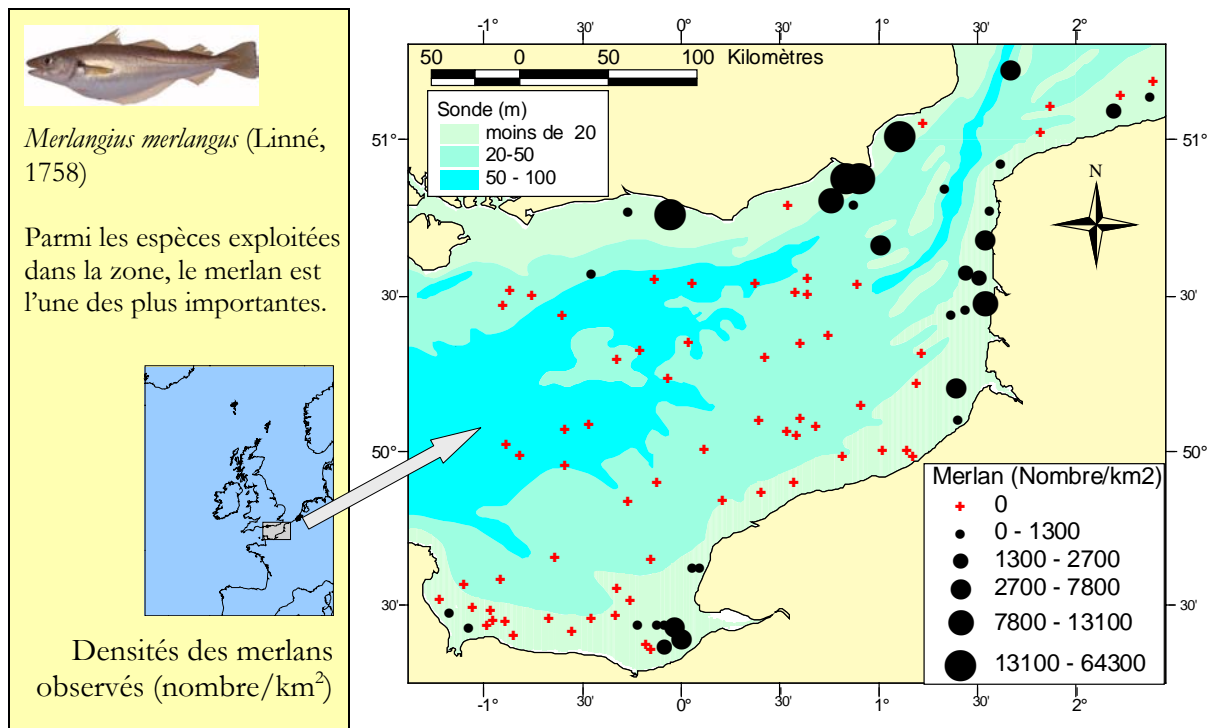 Merlangius merlangus (Linné,
1758)
Parmi les espèces exploitées
dans la zone, le merlan est
l'une des plus importantes.
Densités des merlans
observés (nombre/km²)
-1° 30' 0° 30' 1° 30' 2°
50 0 50 100 Kilomètres
Sonde (m)
moins de 20
20-50
50 - 100
51°
30'
50°
30'
N
51°
30'
50°
30'
Merlan (Nombre/km2)
0
0 - 1300
1300 - 2700
2700 - 7800
7800 - 13100
13100 - 64300
-1° 30' 0° 30' 1° 30' 2°